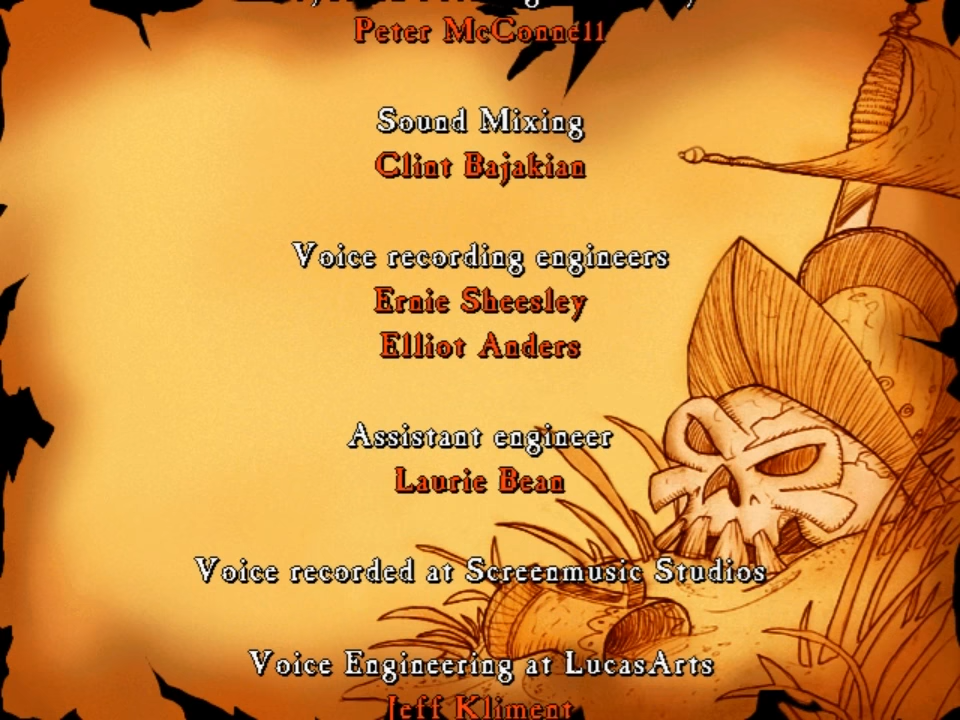 Peter McConnell
Sound Mixing
Clint Bajakian
Voice recording engineers
Ernie Sheesley
Elliot Anders
Assistant engineer
Laurie Bean
Voice recorded at Screenmusic Studios
Voice Engineering at LucasArts
Jeff Kliment